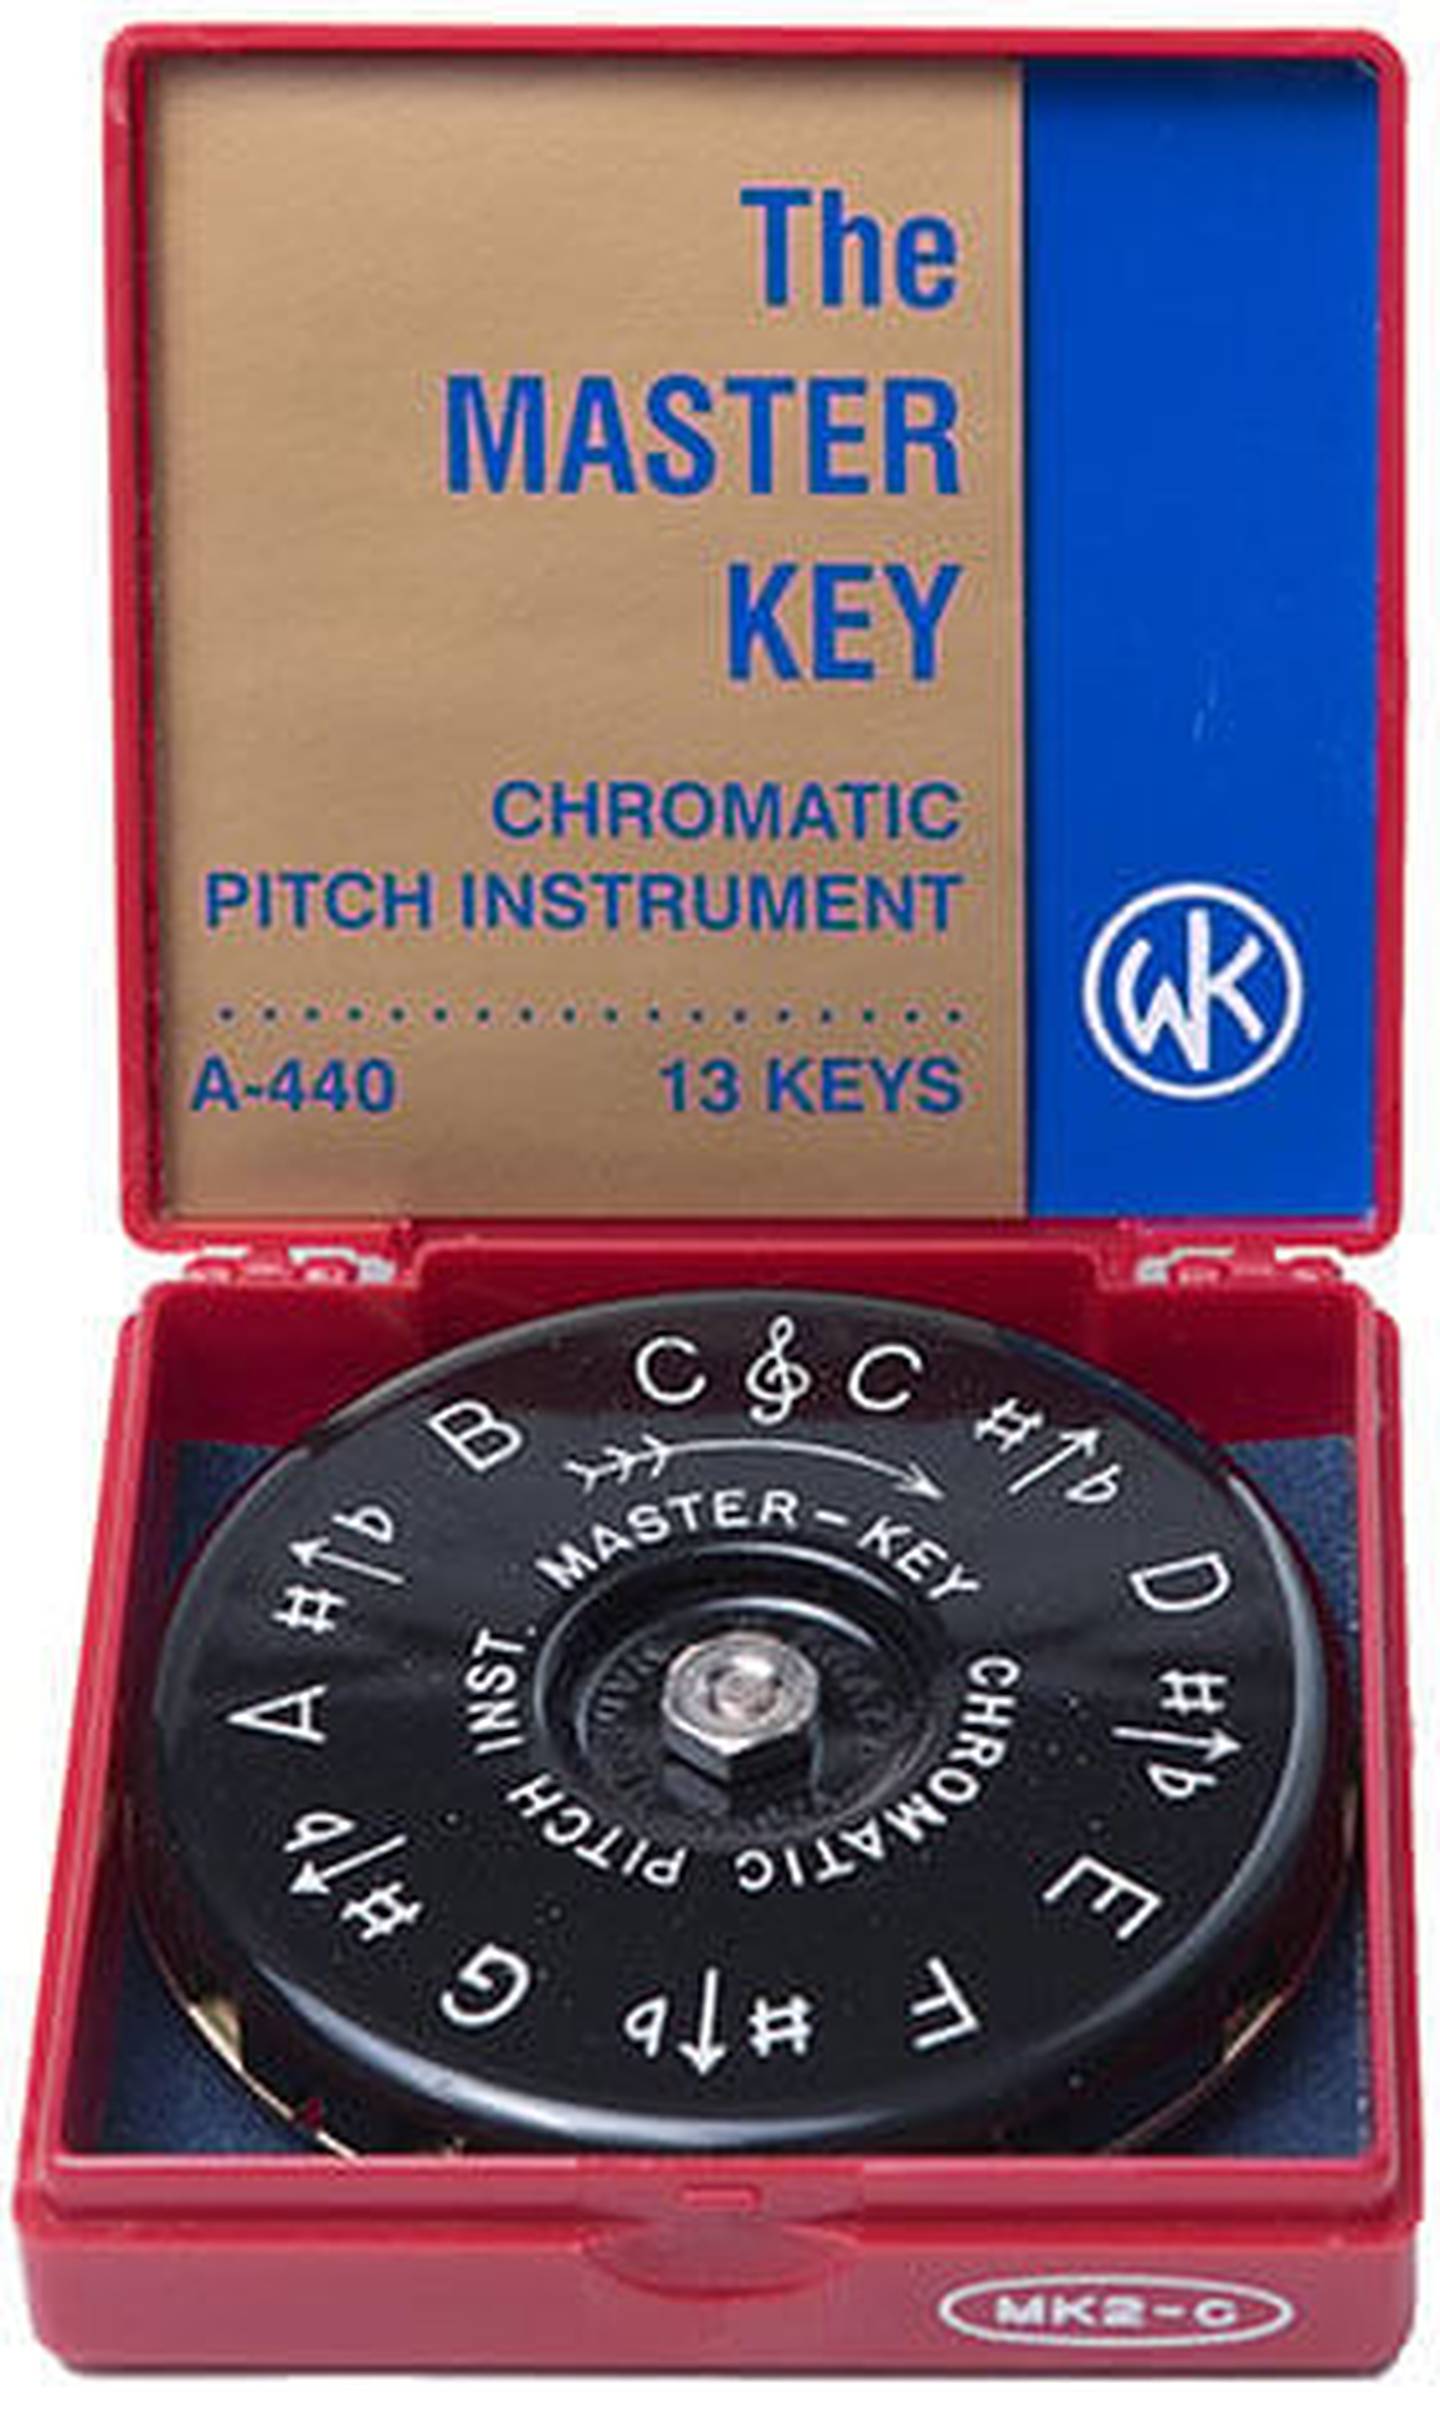 The
MASTER
KEY
CHROMATIC
PITCH INSTRUMENT
A-440 13 KEYS
WK
C C #/b D #/b E F #/b G #/b A #/b B
MASTER-KEY CHROMATIC PITCH INST.
MK2-C